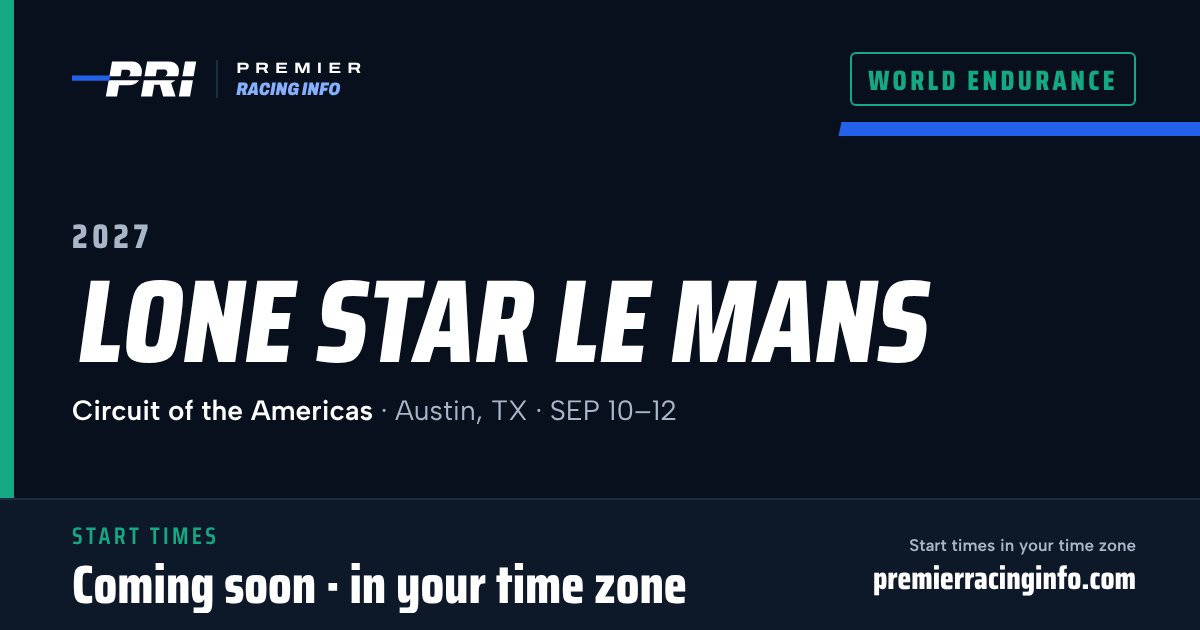 PRI
PREMIER
RACING INFO
WORLD ENDURANCE
2027
LONE STAR LE MANS
Circuit of the Americas · Austin, TX · SEP 10–12
START TIMES
Coming soon · in your time zone
Start times in your time zone
premierracinginfo.com